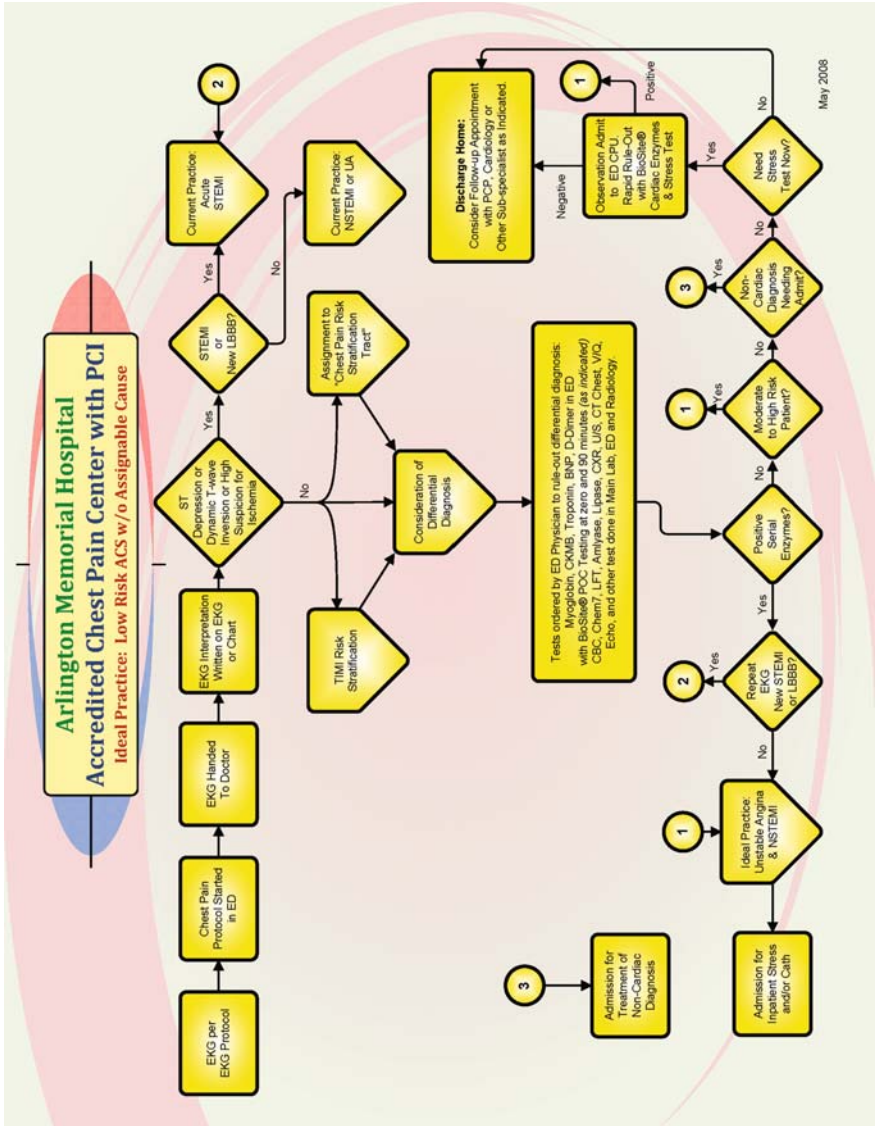 Arlington Memorial Hospital
Accredited Chest Pain Center with PCI
Ideal Practice: Low Risk ACS w/o Assignable Cause
EKG per
EKG Protocol
Chest Pain
Protocol Started
in ED
EKG Handed
To Doctor
EKG Interpretation
Written on EKG
or Chart
ST
Depression or
Dynamic T-wave
Inversion or High
Suspicion for
Ischemia
Yes
STEMI
or
New LBBB?
Yes
Current Practice:
Acute
STEMI
2
No
Current Practice:
NSTEMI or UA
No
TIMI Risk
Stratification
Consideration of
Differential
Diagnosis
Assignment to
"Chest Pain Risk
Stratification
Tract"
Tests ordered by ED Physician to rule-out differential diagnosis:
Myoglobin, CKMB, Troponin, BNP, D-Dimer in ED
with BioSite® POC Testing at zero and 90 minutes (as indicated)
CBC, Chem7, LFT, Amlyase, Lipase, CXR, U/S, CT Chest, V/Q,
Echo, and other test done in Main Lab, ED and Radiology.
Discharge Home:
Consider Follow-up Appointment
with PCP, Cardiology or
Other Sub-specialist as Indicated.
Negative
Observation Admit
to ED CPU.
Rapid Rule-Out
with BioSite®
Cardiac Enzymes
& Stress Test
Positive
1
3
Admission for
Treatment of
Non-Cardiac
Diagnosis
1
Ideal Practice:
Unstable Angina
& NSTEMI
Admission for
Inpatient Stress
and/or Cath
No
2
Yes
Repeat
EKG
New STEMI
or LBBB?
Yes
Positive
Serial
Enzymes?
No
1
Yes
Moderate
to High Risk
Patient?
No
3
Yes
Non-
Cardiac
Diagnosis
Needing
Admit?
No
Yes
Need
Stress
Test Now?
No
May 2008